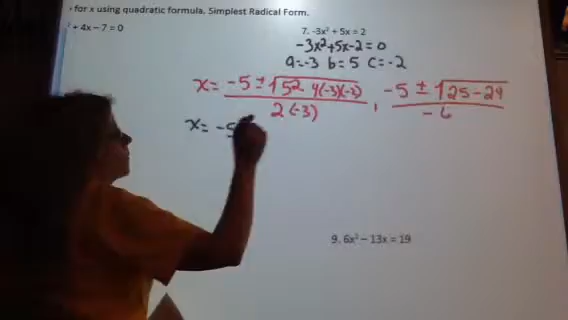 for x using quadratic formula. Simplest Radical Form.
+ 4x – 7 = 0
7. -3x² + 5x = 2
-3x²+5x-2=0
a=-3 b=5 c=-2
x= -5 ± √5² 4(-3)(-2) / 2(-3) , -5 ± √25-24 / -6
x= -5
9. 6x² – 13x = 19